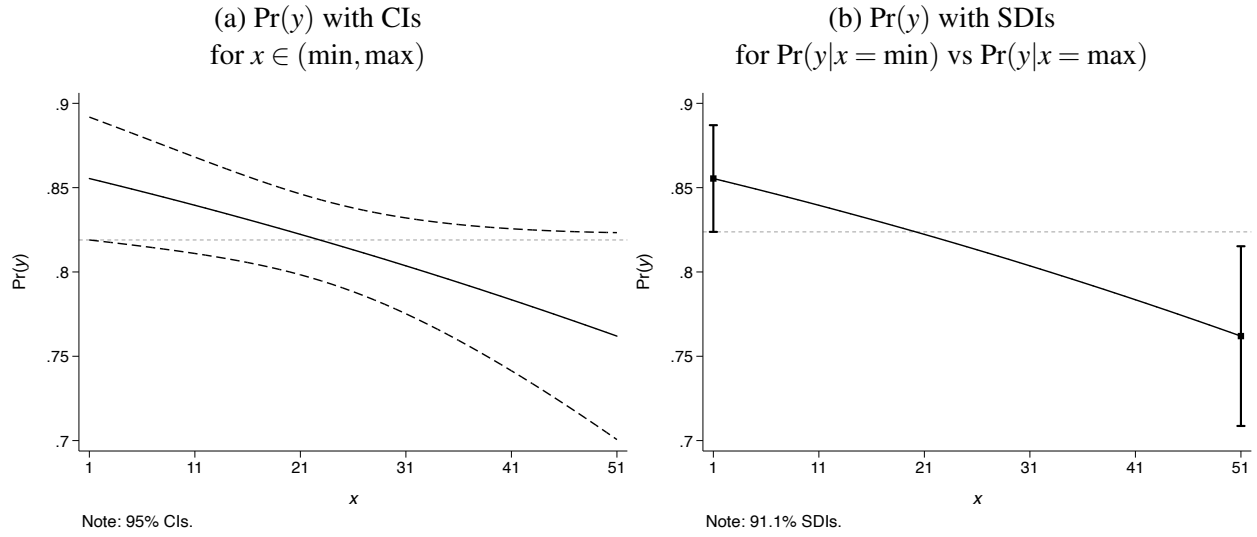 (a) Pr(y) with CIs
for x ∈ (min, max)
.9
.85
.8
.75
.7
Pr(y)
1 11 21 31 41 51
x
Note: 95% CIs.
(b) Pr(y) with SDIs
for Pr(y|x = min) vs Pr(y|x = max)
.9
.85
.8
.75
.7
Pr(y)
1 11 21 31 41 51
x
Note: 91.1% SDIs.